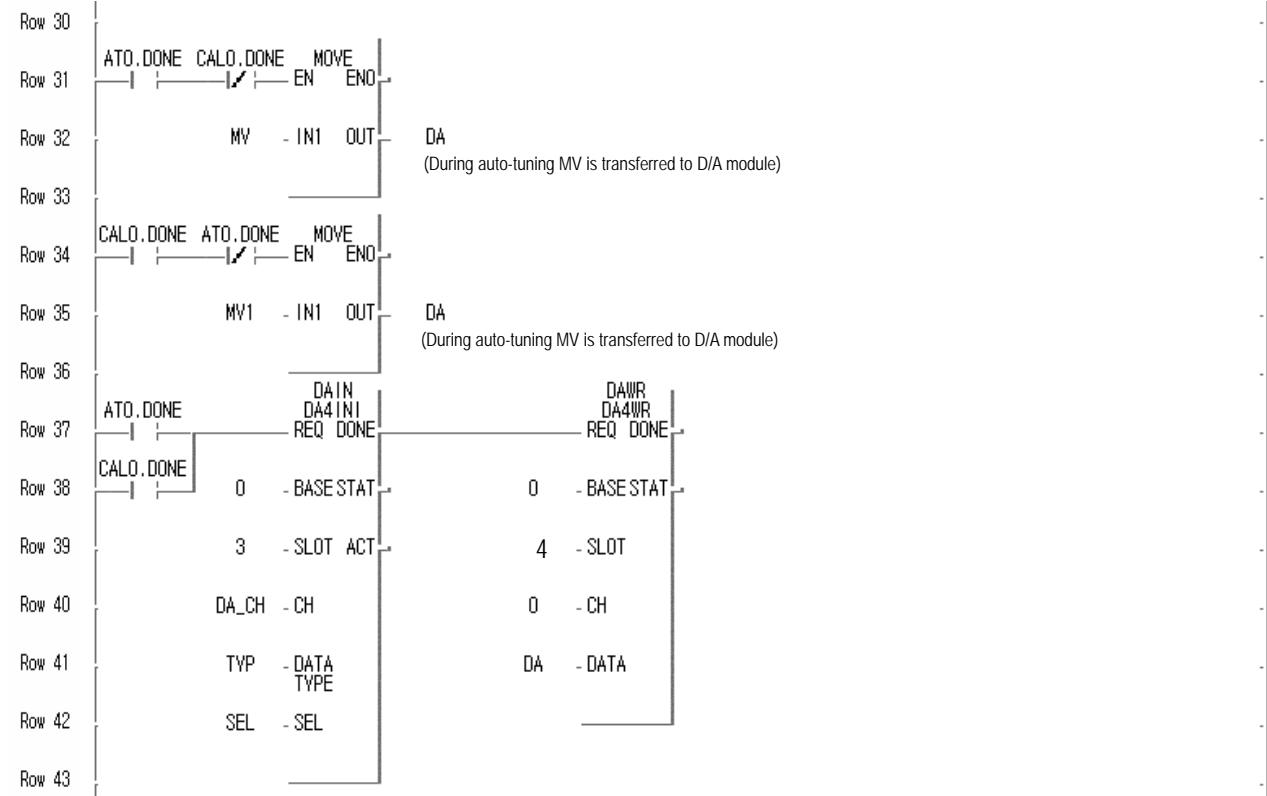 Row 30
ATO.DONE CALO.DONE MOVE
Row 31 EN ENO
Row 32 MV IN1 OUT DA
(During auto-tuning MV is transferred to D/A module)
Row 33
CALO.DONE ATO.DONE MOVE
Row 34 EN ENO
Row 35 MV1 IN1 OUT DA
(During auto-tuning MV is transferred to D/A module)
Row 36
DAIN DAWR
ATO.DONE DA4INI DA4WR
Row 37 REQ DONE REQ DONE
CALO.DONE
Row 38 0 BASE STAT 0 BASE STAT
Row 39 3 SLOT ACT 4 SLOT
Row 40 DA_CH CH 0 CH
Row 41 TYP DATA DA DATA
TYPE
Row 42 SEL SEL
Row 43